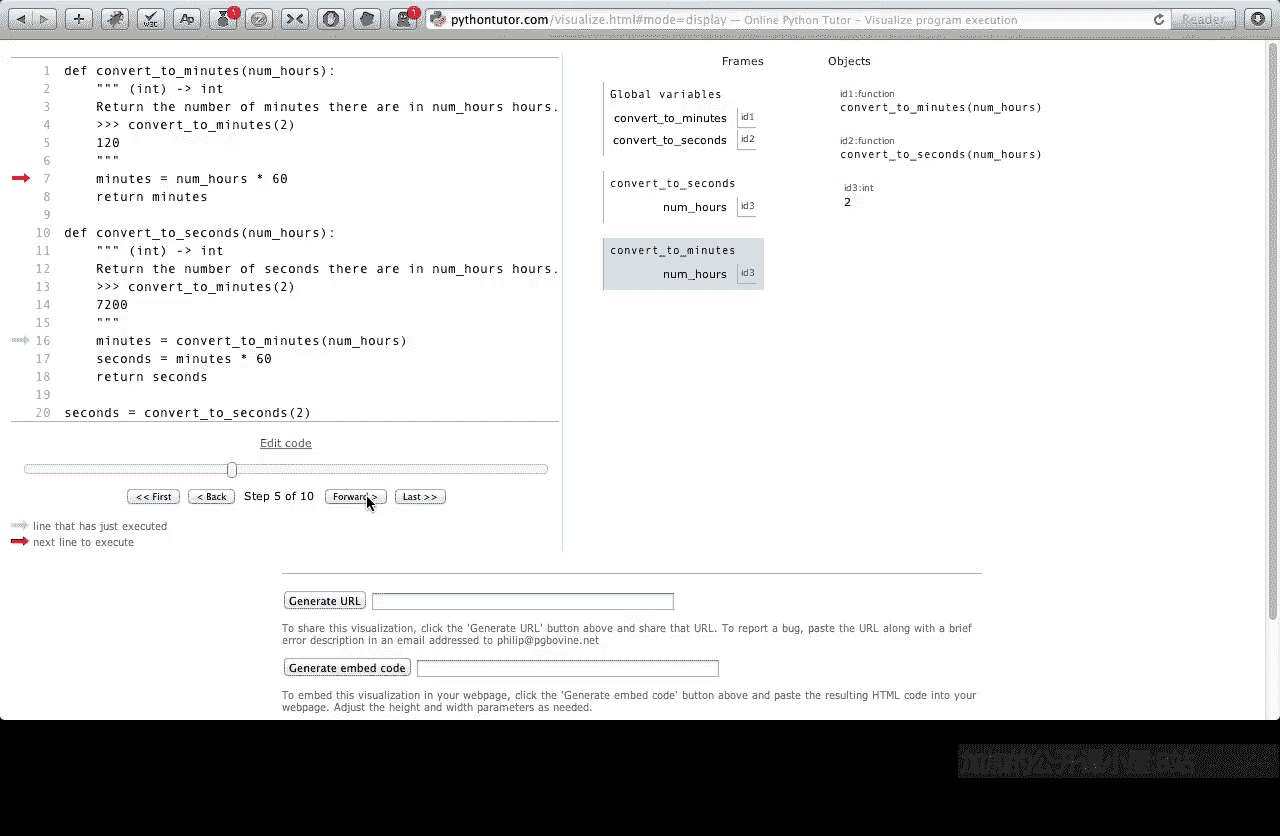 pythontutor.com/visualize.html#mode=display — Online Python Tutor – Visualize program execution
Reader
1
1
W3C
Frames
Objects
1 def convert_to_minutes(num_hours):
2 """ (int) -> int
3 Return the number of minutes there are in num_hours hours.
4 >>> convert_to_minutes(2)
5 120
6 """
7 minutes = num_hours * 60
8 return minutes
9
10 def convert_to_seconds(num_hours):
11 """ (int) -> int
12 Return the number of seconds there are in num_hours hours.
13 >>> convert_to_minutes(2)
14 7200
15 """
16 minutes = convert_to_minutes(num_hours)
17 seconds = minutes * 60
18 return seconds
19
20 seconds = convert_to_seconds(2)
Global variables
convert_to_minutes id1
convert_to_seconds id2
convert_to_seconds
num_hours id3
convert_to_minutes
num_hours id3
id1:function
convert_to_minutes(num_hours)
id2:function
convert_to_seconds(num_hours)
id3:int
2
Edit code
<< First
< Back
Step 5 of 10
Forward >
Last >>
line that has just executed
next line to execute
Generate URL
To share this visualization, click the 'Generate URL' button above and share that URL. To report a bug, paste the URL along with a brief
error description in an email addressed to philip@pgbovine.net
Generate embed code
To embed this visualization in your webpage, click the 'Generate embed code' button above and paste the resulting HTML code into your
webpage. Adjust the height and width parameters as needed.